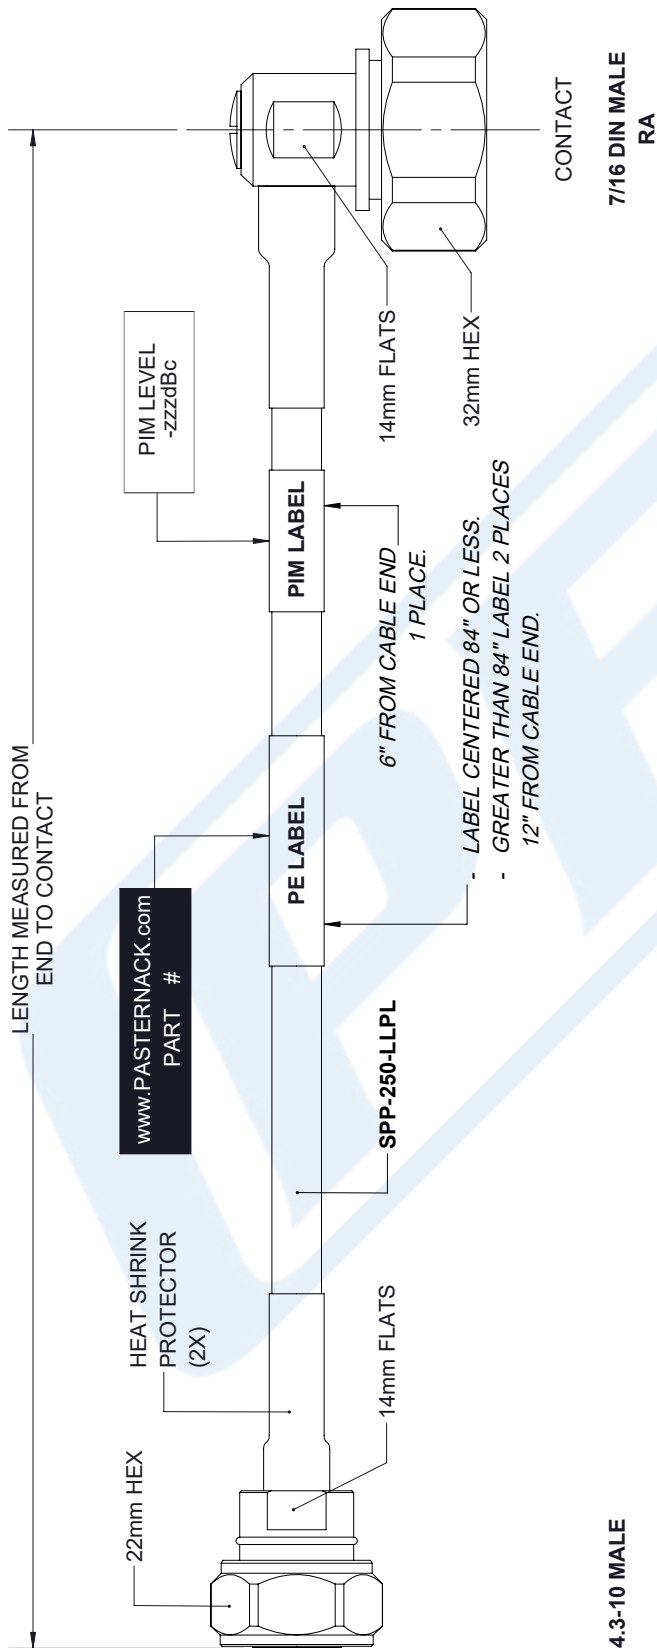 LENGTH MEASURED FROM
END TO CONTACT
22mm HEX
HEAT SHRINK
PROTECTOR
(2X)
www.PASTERNACK.com
PART #
PIM LEVEL
-zzzdBc
PE LABEL
PIM LABEL
14mm FLATS
SPP-250-LLPL
6" FROM CABLE END
1 PLACE.
- LABEL CENTERED 84" OR LESS.
- GREATER THAN 84" LABEL 2 PLACES
12" FROM CABLE END.
14mm FLATS
32mm HEX
CONTACT
4.3-10 MALE
7/16 DIN MALE
RA